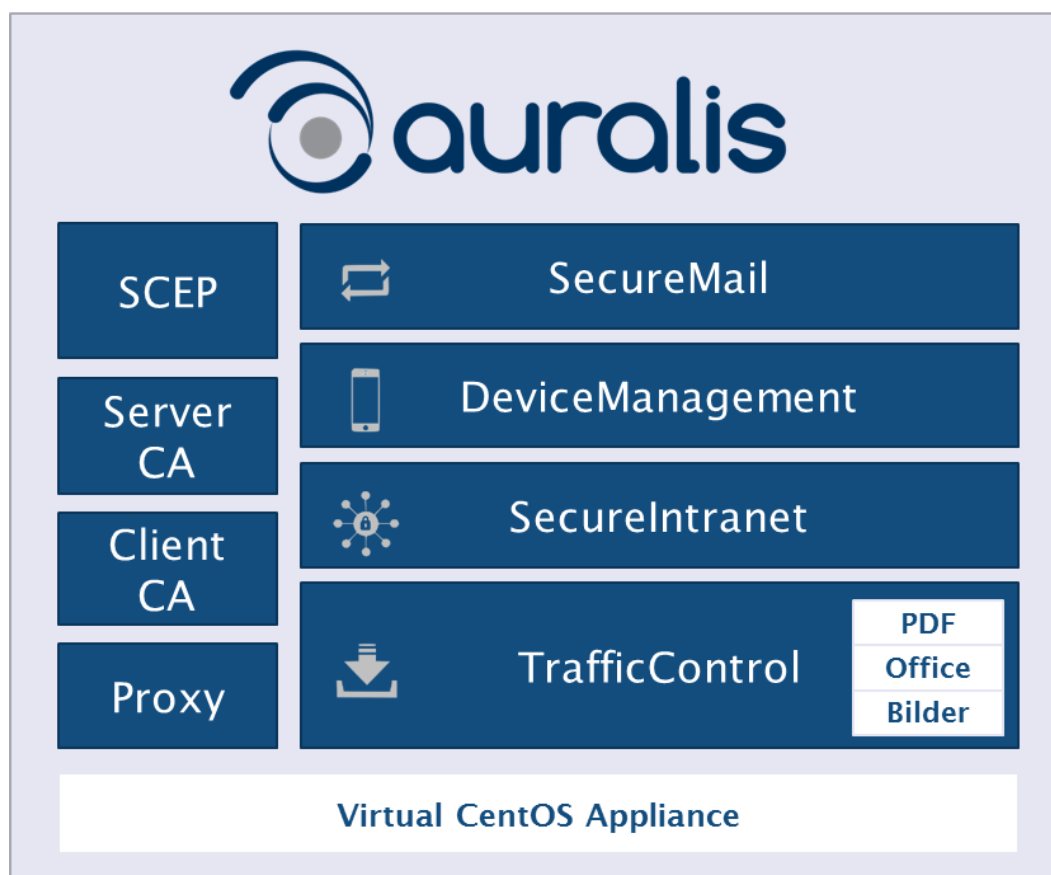 auralis
SCEP
Server
CA
Client
CA
Proxy
SecureMail
DeviceManagement
SecureIntranet
TrafficControl
PDF
Office
Bilder
Virtual CentOS Appliance